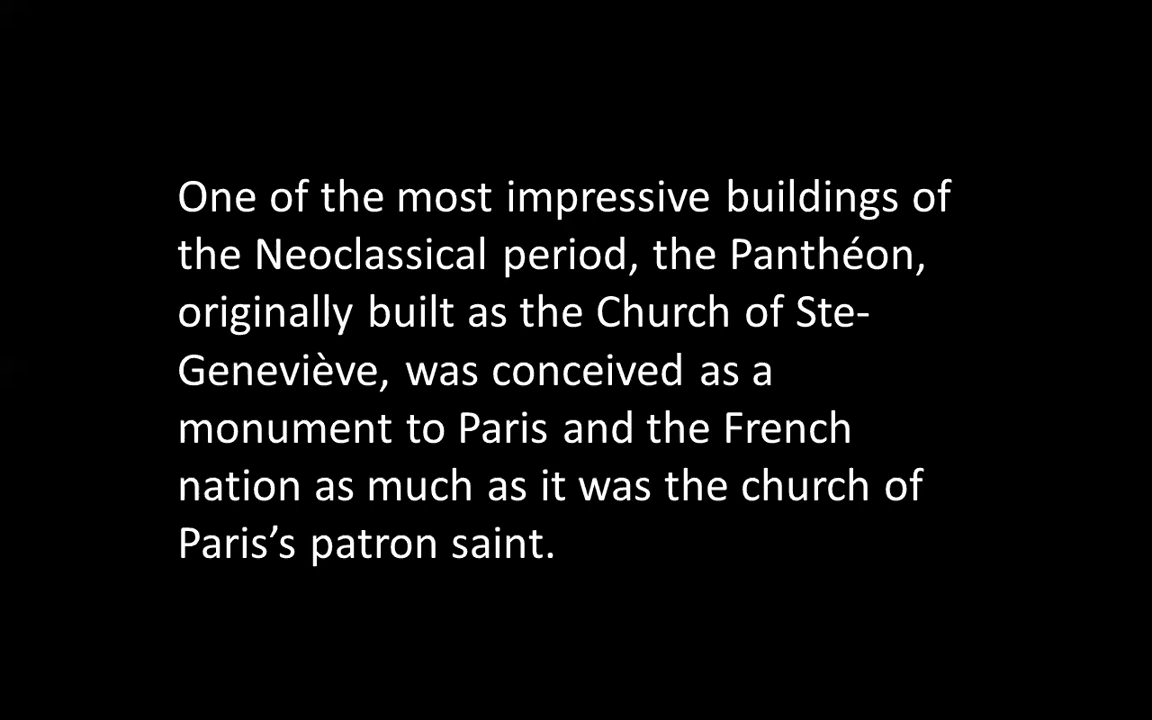 One of the most impressive buildings of
the Neoclassical period, the Panthéon,
originally built as the Church of Ste-
Geneviève, was conceived as a
monument to Paris and the French
nation as much as it was the church of
Paris’s patron saint.